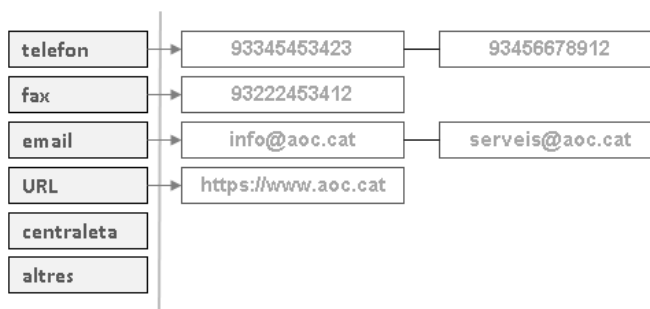 telefon 93345453423 93456678912
fax 93222453412
email info@aoc.cat serveis@aoc.cat
URL https://www.aoc.cat
centraleta
altres